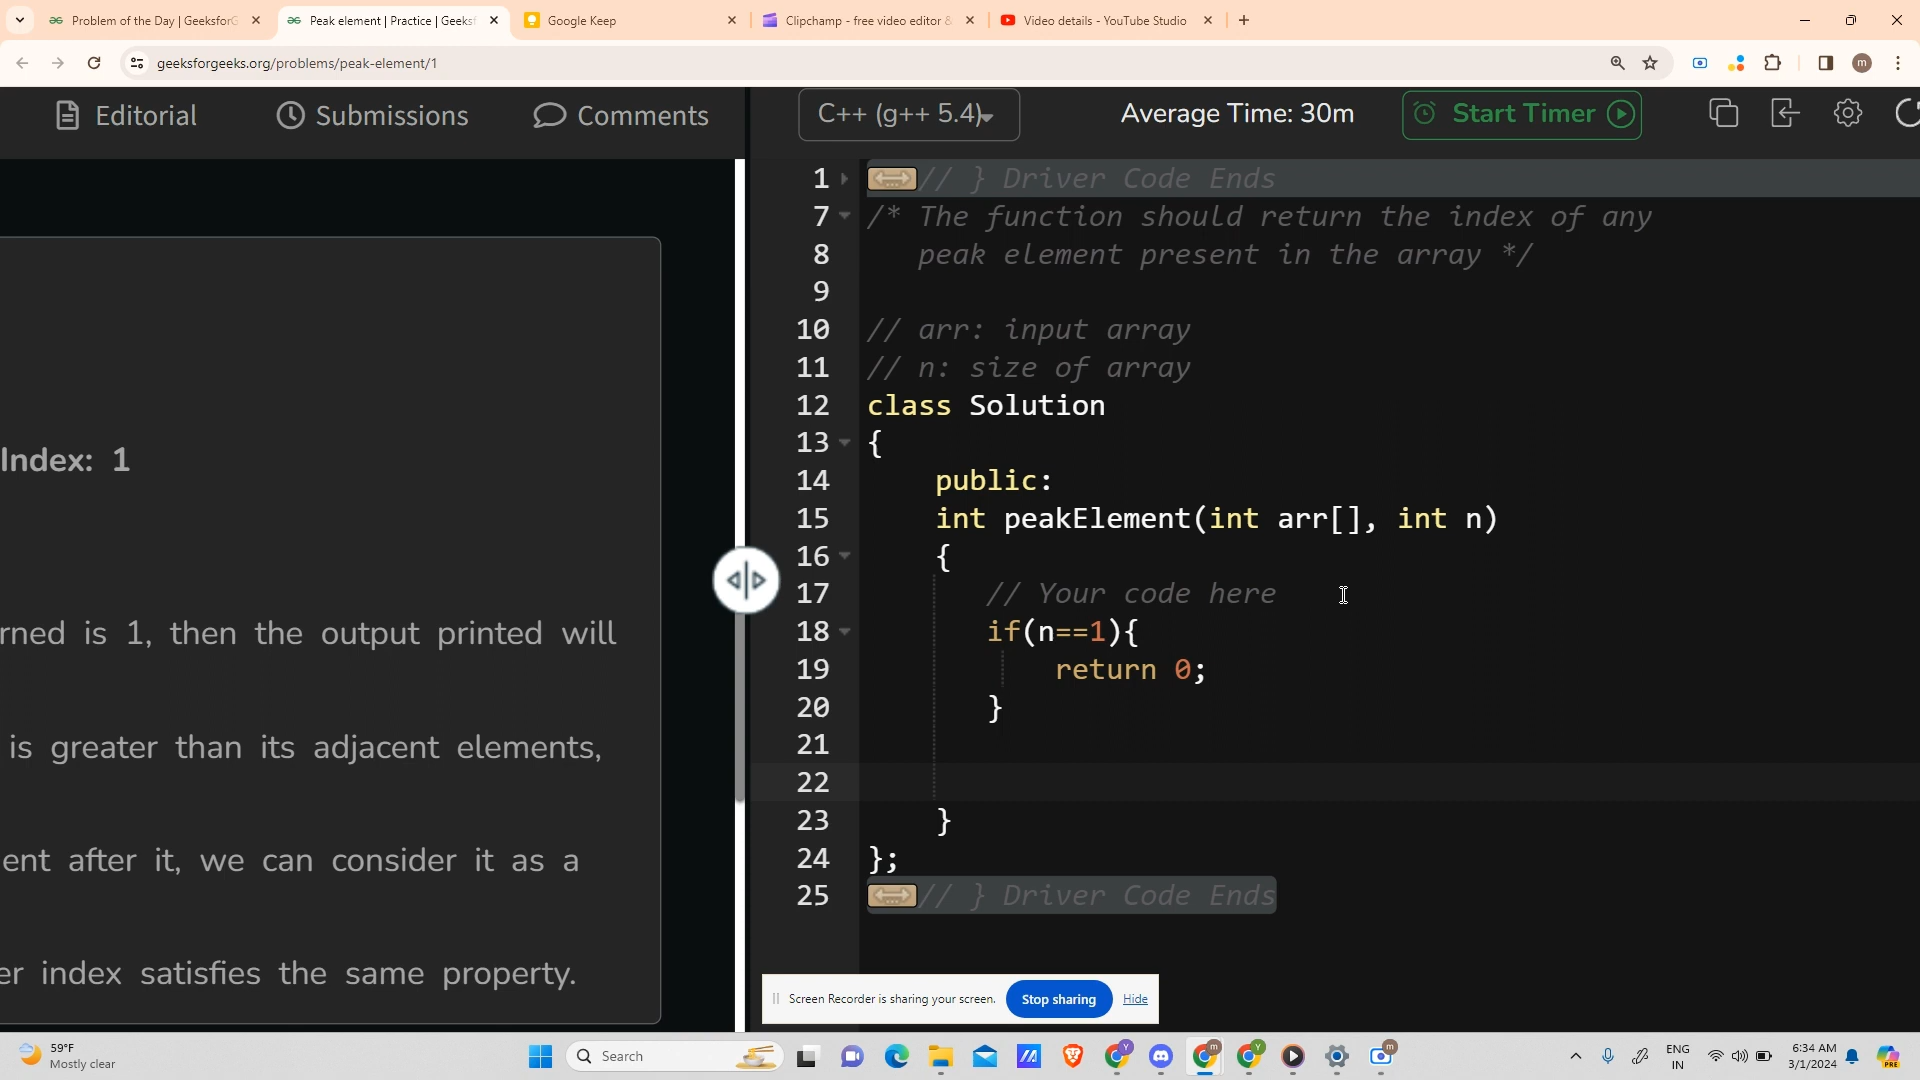 Problem of the Day | GeeksforG
Peak element | Practice | Geeksf
Google Keep
Clipchamp - free video editor &
Video details - YouTube Studio
geeksforgeeks.org/problems/peak-element/1
m
Editorial
Submissions
Comments
C++ (g++ 5.4)
Average Time: 30m
Start Timer
Index: 1
rned is 1, then the output printed will
is greater than its adjacent elements,
ent after it, we can consider it as a
er index satisfies the same property.
1 // } Driver Code Ends
7 /* The function should return the index of any
8 peak element present in the array */
9
10 // arr: input array
11 // n: size of array
12 class Solution
13 {
14 public:
15 int peakElement(int arr[], int n)
16 {
17 // Your code here
18 if(n==1){
19 return 0;
20 }
21
22
23 }
24 };
25 // } Driver Code Ends
Screen Recorder is sharing your screen.
Stop sharing
Hide
59°F
Mostly clear
Search
ENG
IN
6:34 AM
3/1/2024
PRE